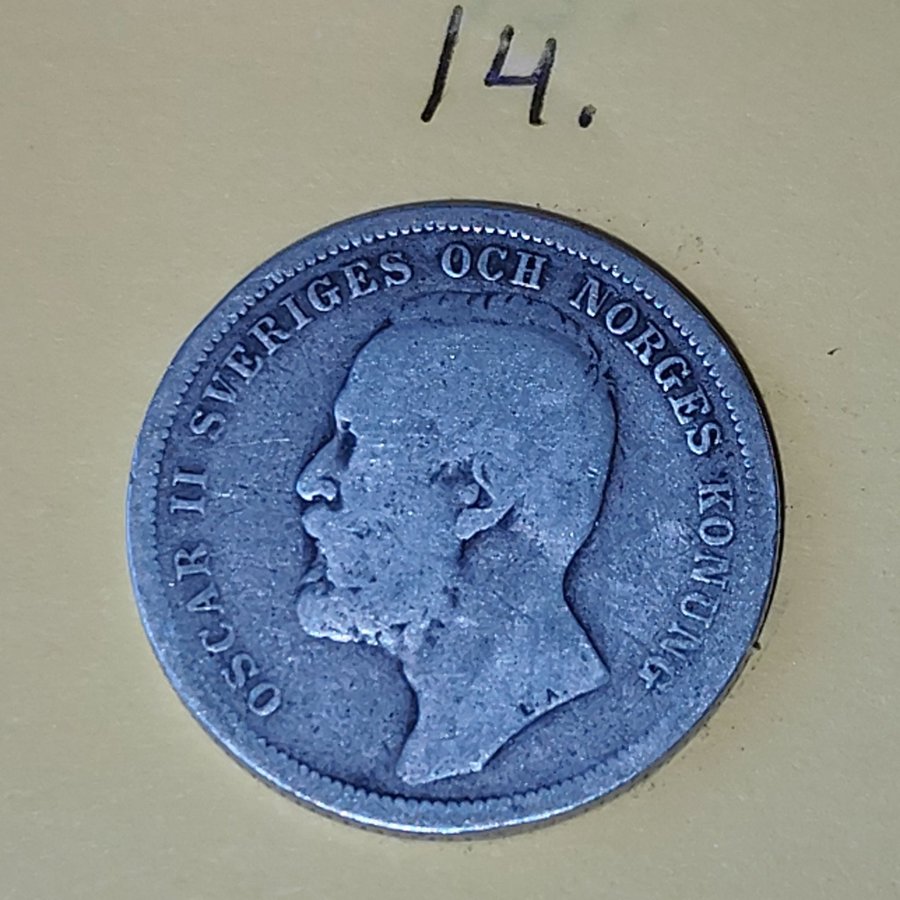 14.
OSCAR II SVERIGES OCH NORGES KONUNG
L.A.